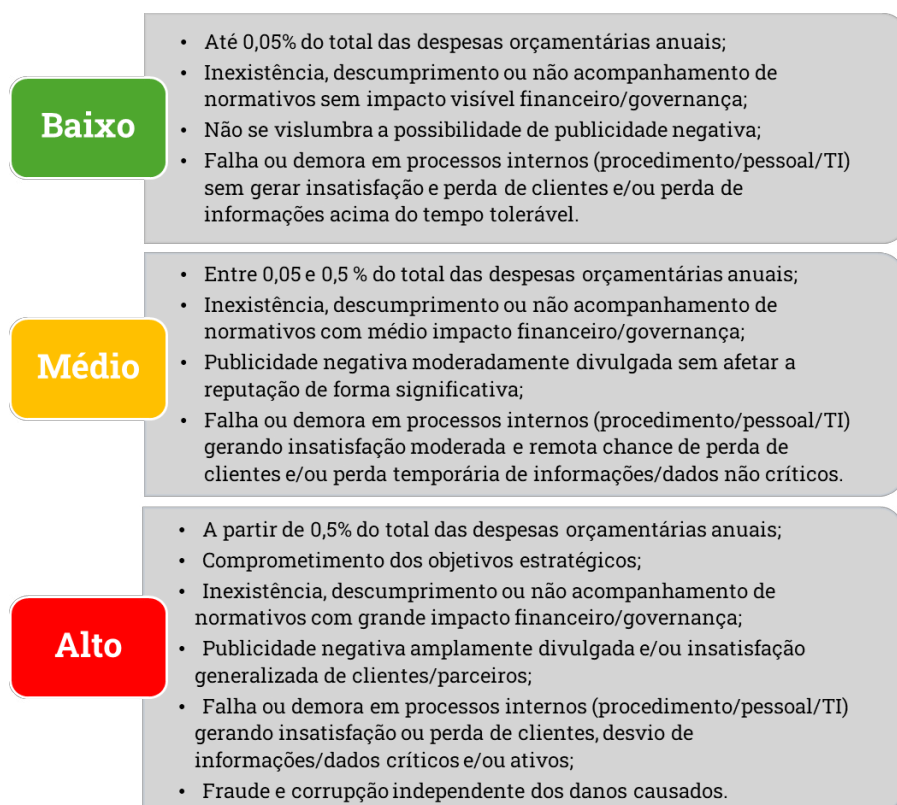 Baixo
• Até 0,05% do total das despesas orçamentárias anuais;
• Inexistência, descumprimento ou não acompanhamento de
normativos sem impacto visível financeiro/governança;
• Não se vislumbra a possibilidade de publicidade negativa;
• Falha ou demora em processos internos (procedimento/pessoal/TI)
sem gerar insatisfação e perda de clientes e/ou perda de
informações acima do tempo tolerável.
Médio
• Entre 0,05 e 0,5 % do total das despesas orçamentárias anuais;
• Inexistência, descumprimento ou não acompanhamento de
normativos com médio impacto financeiro/governança;
• Publicidade negativa moderadamente divulgada sem afetar a
reputação de forma significativa;
• Falha ou demora em processos internos (procedimento/pessoal/TI)
gerando insatisfação moderada e remota chance de perda de
clientes e/ou perda temporária de informações/dados não críticos.
Alto
• A partir de 0,5% do total das despesas orçamentárias anuais;
• Comprometimento dos objetivos estratégicos;
• Inexistência, descumprimento ou não acompanhamento de
normativos com grande impacto financeiro/governança;
• Publicidade negativa amplamente divulgada e/ou insatisfação
generalizada de clientes/parceiros;
• Falha ou demora em processos internos (procedimento/pessoal/TI)
gerando insatisfação ou perda de clientes, desvio de
informações/dados críticos e/ou ativos;
• Fraude e corrupção independente dos danos causados.